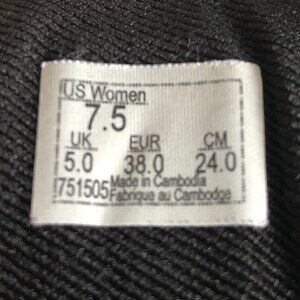 US Women
7.5
UK EUR CM
5.0 38.0 24.0
751505 Made in Cambodia
Fabrique au Cambodge